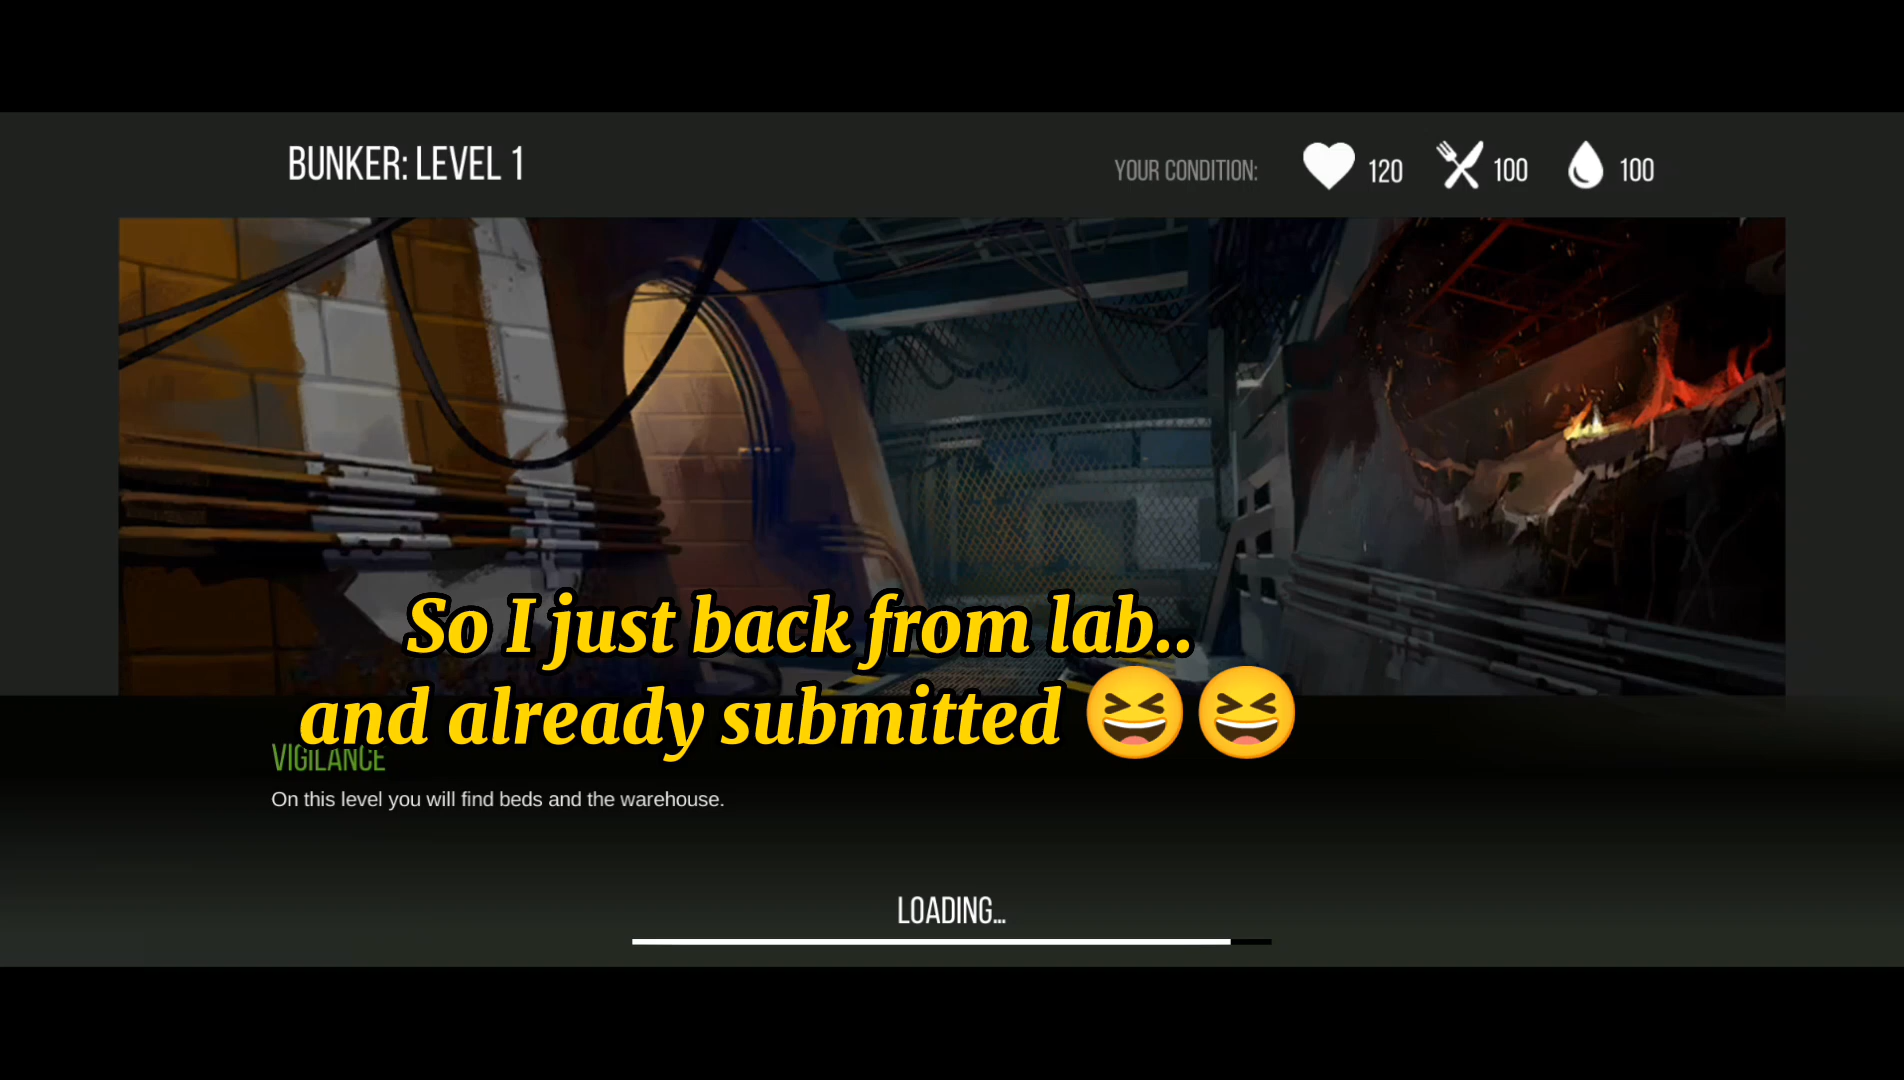 BUNKER: LEVEL 1
YOUR CONDITION: 120 100 100
So I just back from lab..
and already submitted 😆😆
VIGILANCE
On this level you will find beds and the warehouse.
LOADING...